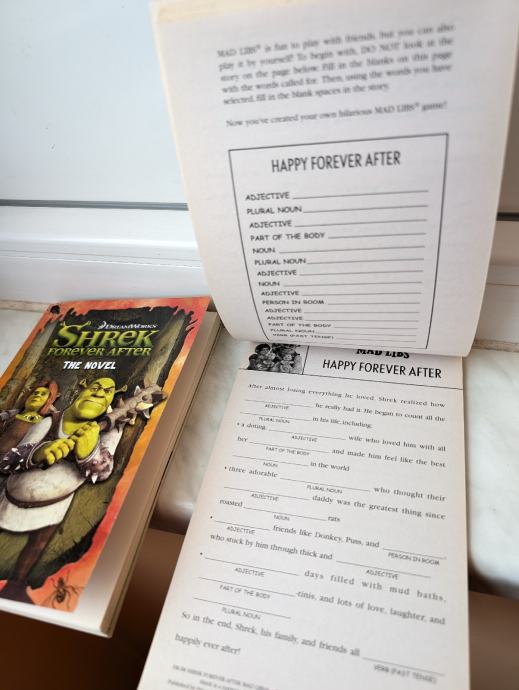 MAD LIBS® is fun to play with friends, but you can also
play it by yourself! To begin with, DO NOT look at the
story on the page below. Fill in the blanks on this page
with the words called for. Then, using the words you have
selected, fill in the blank spaces in the story.
Now you've created your own hilarious MAD LIBS® game!
HAPPY FOREVER AFTER
ADJECTIVE
PLURAL NOUN
ADJECTIVE
PART OF THE BODY
NOUN
PLURAL NOUN
ADJECTIVE
NOUN
ADJECTIVE
PERSON IN ROOM
ADJECTIVE
ADJECTIVE
PART OF THE BODY
PLURAL NOUN
VERB (PAST TENSE)
MAD LIBS
HAPPY FOREVER AFTER
After almost losing everything he loved, Shrek realized how
he really had it. He began to count all the
ADJECTIVE
in his life, including:
PLURAL NOUN
• a doting, wife who loved him with all
ADJECTIVE
her and made him feel like the best
PART OF THE BODY
in the world
NOUN
• three adorable who thought their
PLURAL NOUN
daddy was the greatest thing since
ADJECTIVE
roasted rats
NOUN
• friends like Donkey, Puss, and
ADJECTIVE PERSON IN ROOM
who stuck by him through thick and
ADJECTIVE
• days filled with mud baths,
ADJECTIVE
-tinis, and lots of love, laughter, and
PART OF THE BODY
PLURAL NOUN
So in the end, Shrek, his family, and friends all
VERB (PAST TENSE)
happily ever after!
DREAMWORKS
SHREK
FOREVER AFTER
THE NOVEL